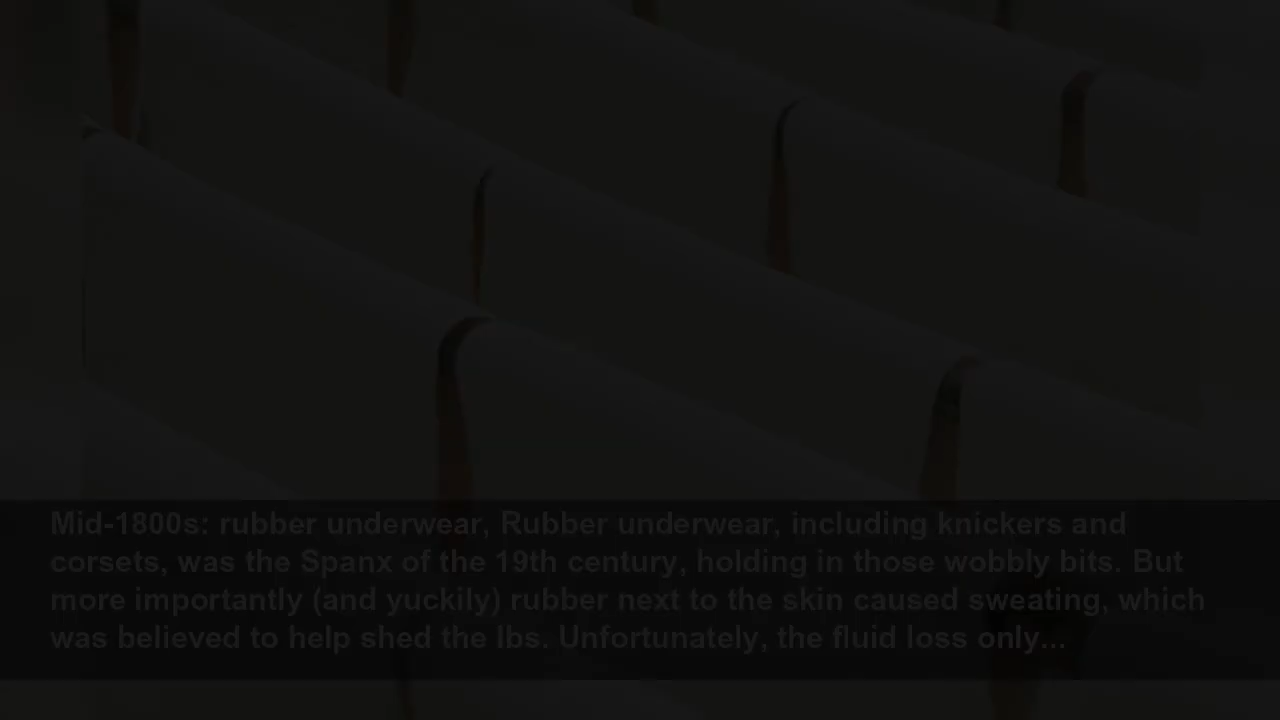 Mid-1800s: rubber underwear, Rubber underwear, including knickers and
corsets, was the Spanx of the 19th century, holding in those wobbly bits. But
more importantly (and yuckily) rubber next to the skin caused sweating, which
was believed to help shed the lbs. Unfortunately, the fluid loss only...